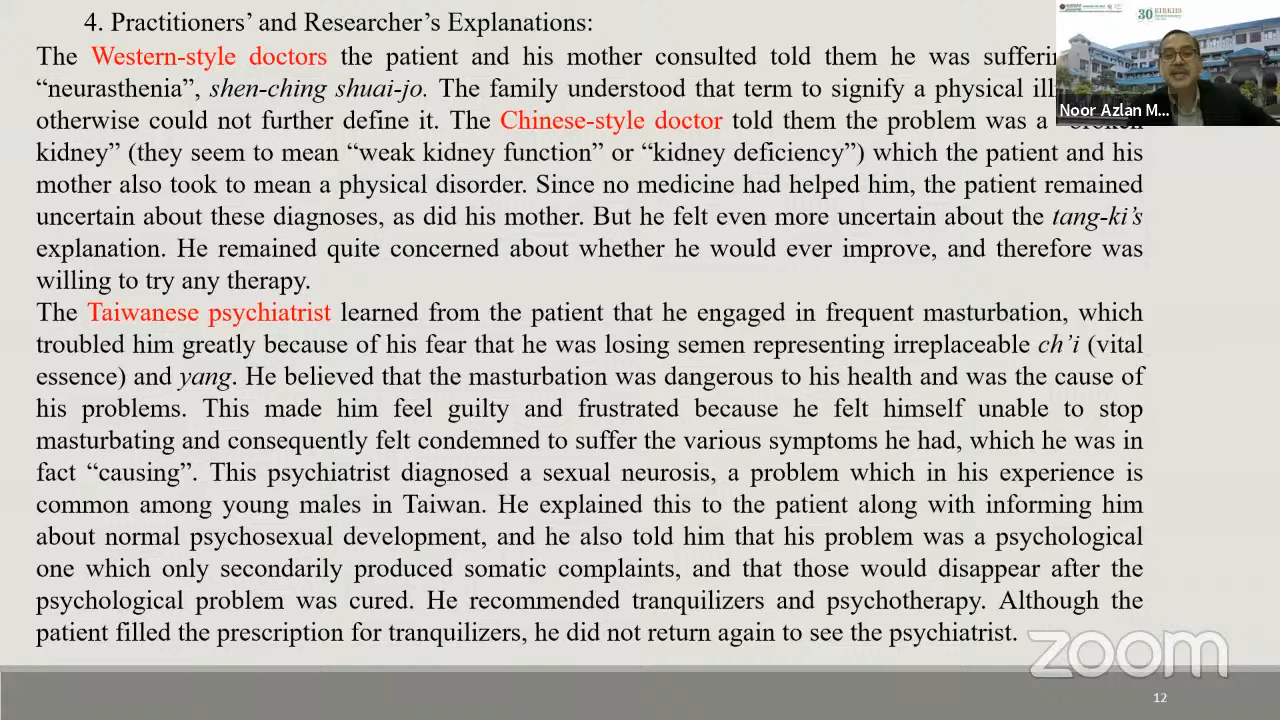 4. Practitioners’ and Researcher’s Explanations:
The Western-style doctors the patient and his mother consulted told them he was suffering
“neurasthenia”, shen-ching shuai-jo. The family understood that term to signify a physical
otherwise could not further define it. The Chinese-style doctor told them the problem was a
kidney” (they seem to mean “weak kidney function” or “kidney deficiency”) which the patient and his
mother also took to mean a physical disorder. Since no medicine had helped him, the patient remained
uncertain about these diagnoses, as did his mother. But he felt even more uncertain about the tang-ki’s
explanation. He remained quite concerned about whether he would ever improve, and therefore was
willing to try any therapy.
The Taiwanese psychiatrist learned from the patient that he engaged in frequent masturbation, which
troubled him greatly because of his fear that he was losing semen representing irreplaceable ch’i (vital
essence) and yang. He believed that the masturbation was dangerous to his health and was the cause of
his problems. This made him feel guilty and frustrated because he felt himself unable to stop
masturbating and consequently felt condemned to suffer the various symptoms he had, which he was in
fact “causing”. This psychiatrist diagnosed a sexual neurosis, a problem which in his experience is
common among young males in Taiwan. He explained this to the patient along with informing him
about normal psychosexual development, and he also told him that his problem was a psychological
one which only secondarily produced somatic complaints, and that those would disappear after the
psychological problem was cured. He recommended tranquilizers and psychotherapy. Although the
patient filled the prescription for tranquilizers, he did not return again to see the psychiatrist.
30
Noor Azlan M...
zoom
12